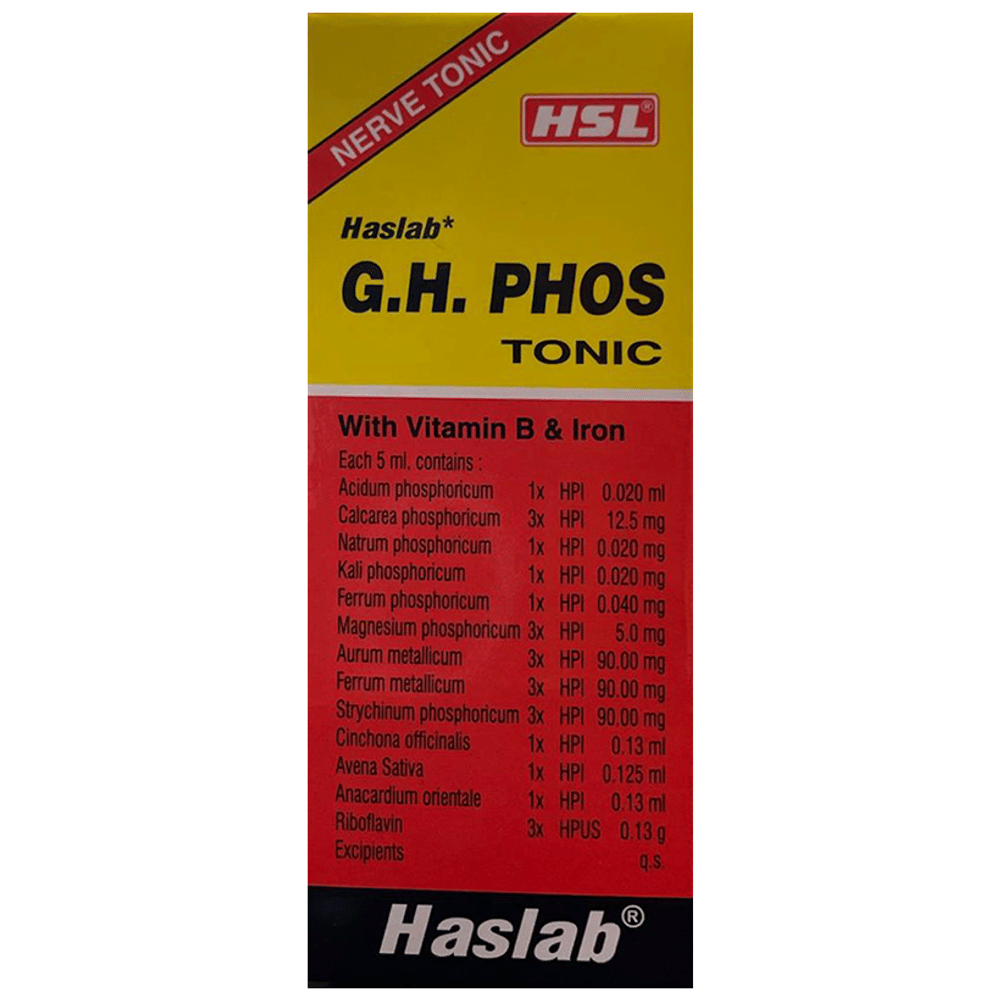 NERVE TONIC
HSL®
Haslab*
G.H. PHOS
TONIC
With Vitamin B & Iron
Each 5 ml. contains :
Acidum phosphoricum 1x HPI 0.020 ml
Calcarea phosphoricum 3x HPI 12.5 mg
Natrum phosphoricum 1x HPI 0.020 mg
Kali phosphoricum 1x HPI 0.020 mg
Ferrum phosphoricum 1x HPI 0.040 mg
Magnesium phosphoricum 3x HPI 5.0 mg
Aurum metallicum 3x HPI 90.00 mg
Ferrum metallicum 3x HPI 90.00 mg
Strychinum phosphoricum 3x HPI 90.00 mg
Cinchona officinalis 1x HPI 0.13 ml
Avena Sativa 1x HPI 0.125 ml
Anacardium orientale 1x HPI 0.13 ml
Riboflavin 3x HPUS 0.13 g
Excipients q.s.
Haslab®